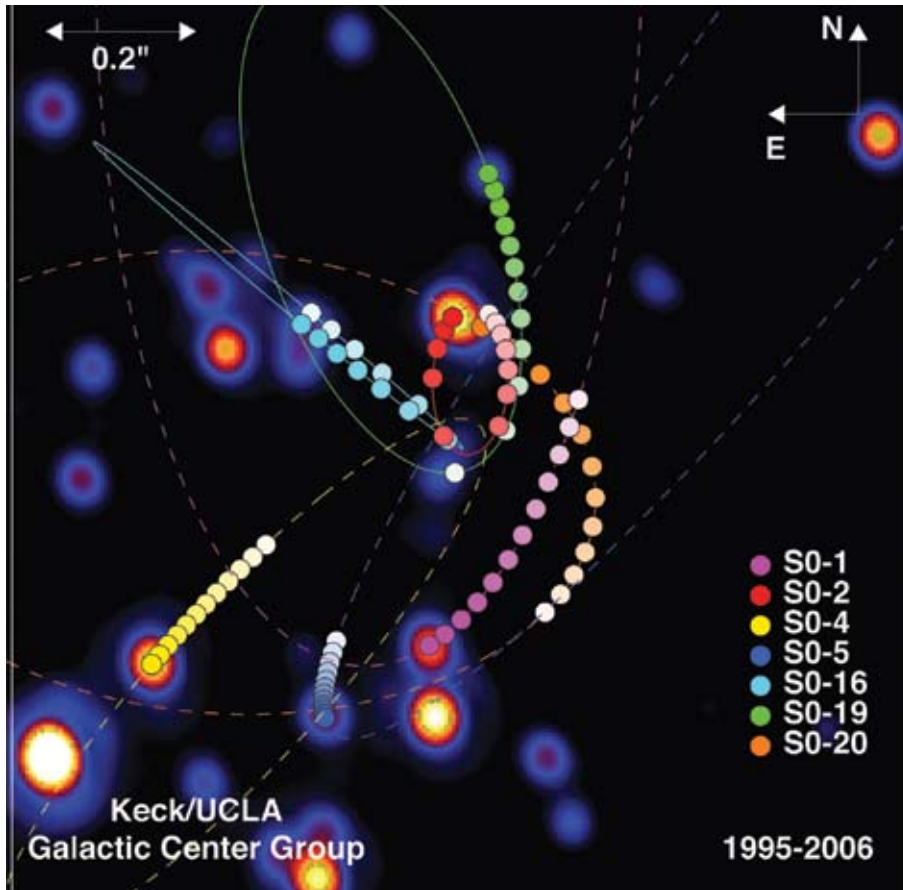 0.2"
N
E
S0-1
S0-2
S0-4
S0-5
S0-16
S0-19
S0-20
Keck/UCLA
Galactic Center Group
1995-2006